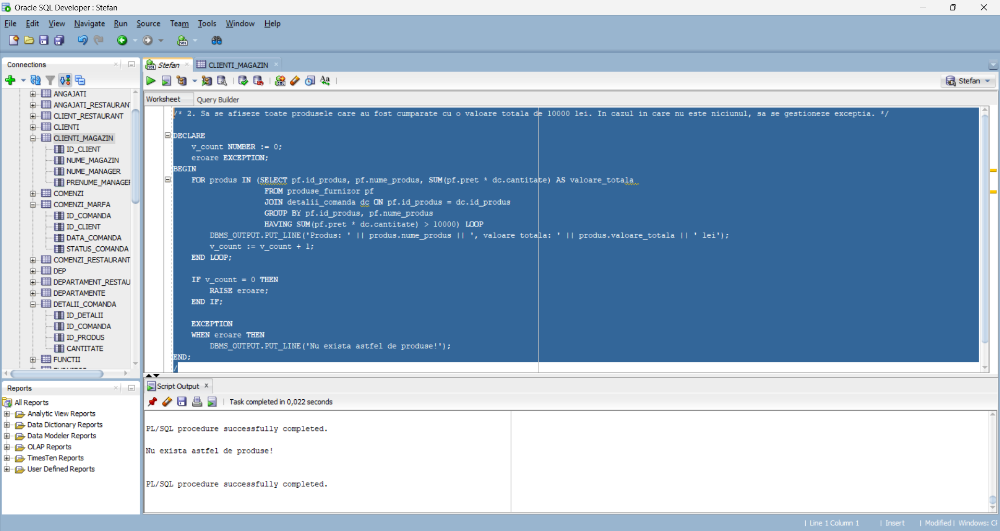 Oracle SQL Developer : Stefan
File Edit View Navigate Run Source Team Tools Window Help
Connections
ANGAJATI
ANGAJATI_RESTAURAN
CLIENT_RESTAURANT
CLIENTI
CLIENTI_MAGAZIN
ID_CLIENT
NUME_MAGAZIN
NUME_MANAGER
PRENUME_MANAGER
COMENZI
COMENZI_MARFA
ID_COMANDA
ID_CLIENT
DATA_COMANDA
STATUS_COMANDA
COMENZI_RESTAURANT
DEP
DEPARTAMENT_RESTAU
DEPARTAMENTE
DETALII_COMANDA
ID_DETALII
ID_COMANDA
ID_PRODUS
CANTITATE
FUNCTII
Reports
All Reports
Analytic View Reports
Data Dictionary Reports
Data Modeler Reports
OLAP Reports
TimesTen Reports
User Defined Reports
Stefan CLIENTI_MAGAZIN
Stefan
Worksheet Query Builder
/* 2. Sa se afiseze toate produsele care au fost cumparate cu o valoare totala de 10000 lei. In cazul in care nu este niciunul, sa se gestioneze exceptia. */
DECLARE
v_count NUMBER := 0;
eroare EXCEPTION;
BEGIN
FOR produs IN (SELECT pf.id_produs, pf.nume_produs, SUM(pf.pret * dc.cantitate) AS valoare_totala
FROM produse_furnizor pf
JOIN detalii_comanda dc ON pf.id_produs = dc.id_produs
GROUP BY pf.id_produs, pf.nume_produs
HAVING SUM(pf.pret * dc.cantitate) > 10000) LOOP
DBMS_OUTPUT.PUT_LINE('Produs: ' || produs.nume_produs || ', valoare totala: ' || produs.valoare_totala || ' lei');
v_count := v_count + 1;
END LOOP;
IF v_count = 0 THEN
RAISE eroare;
END IF;
EXCEPTION
WHEN eroare THEN
DBMS_OUTPUT.PUT_LINE('Nu exista astfel de produse!');
END;
/
Script Output
Task completed in 0,022 seconds
PL/SQL procedure successfully completed.
Nu exista astfel de produse!
PL/SQL procedure successfully completed.
| Line 1 Column 1 | Insert | Modified | Windows: CF